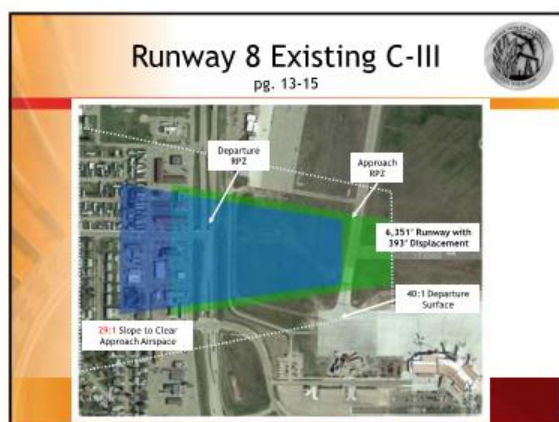 Runway 8 Existing C-III
pg. 13-15
Departure
RPZ
Approach
RPZ
6,351' Runway with
393' Displacement
40:1 Departure
Surface
29:1 Slope to Clear
Approach Airspace